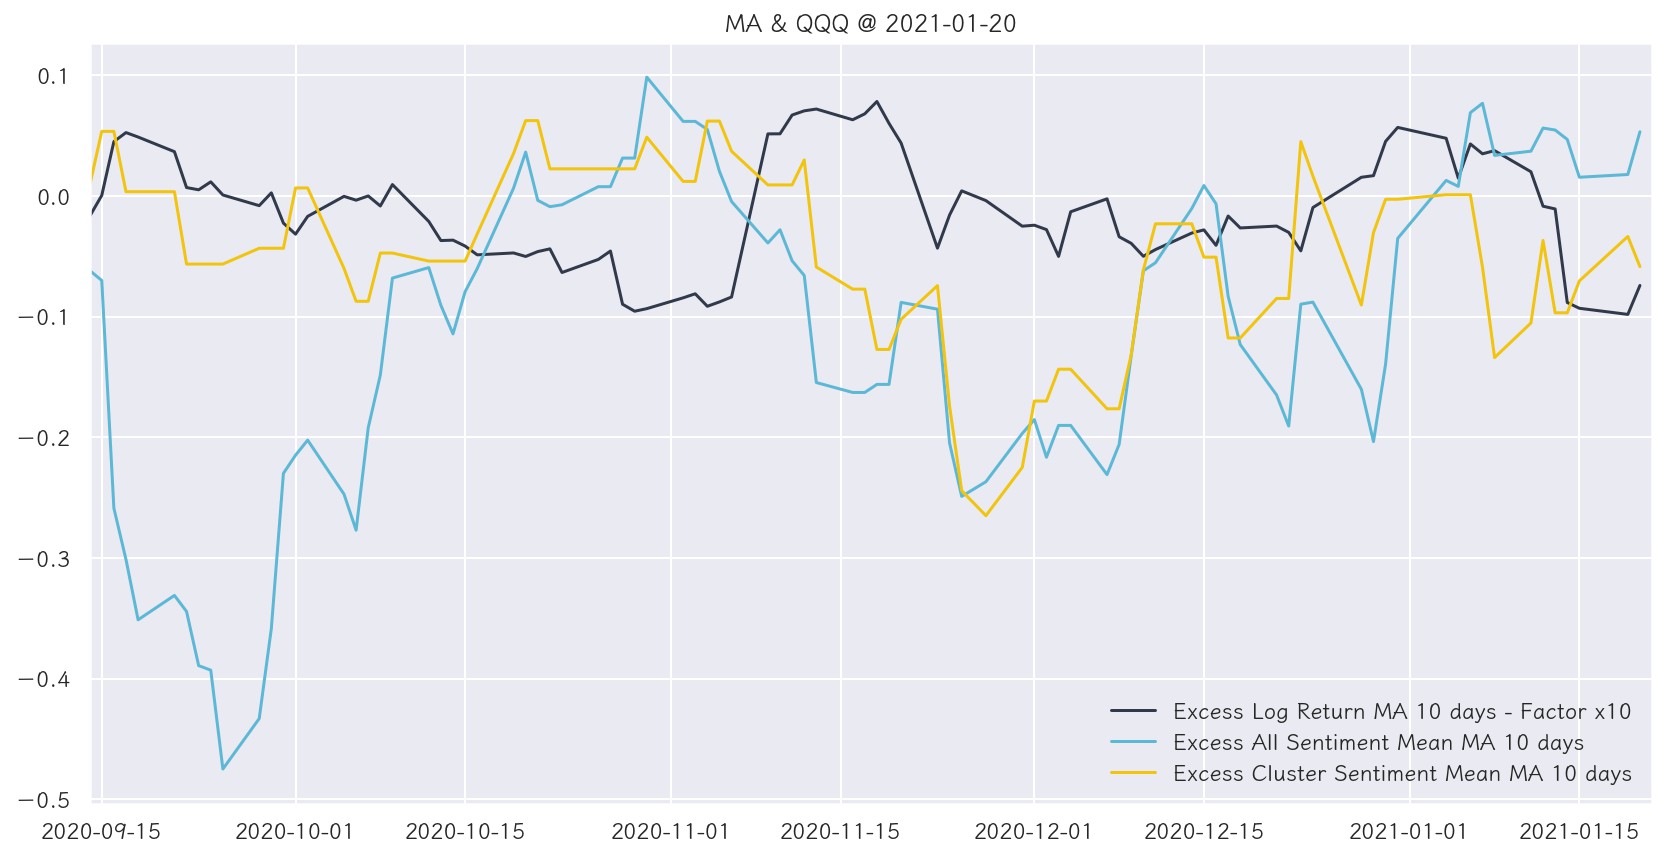 MA & QQQ @ 2021-01-20
0.1
0.0
−0.1
−0.2
−0.3
−0.4
−0.5
Excess Log Return MA 10 days - Factor x10
Excess All Sentiment Mean MA 10 days
Excess Cluster Sentiment Mean MA 10 days
2020-09-15 2020-10-01 2020-10-15 2020-11-01 2020-11-15 2020-12-01 2020-12-15 2021-01-01 2021-01-15